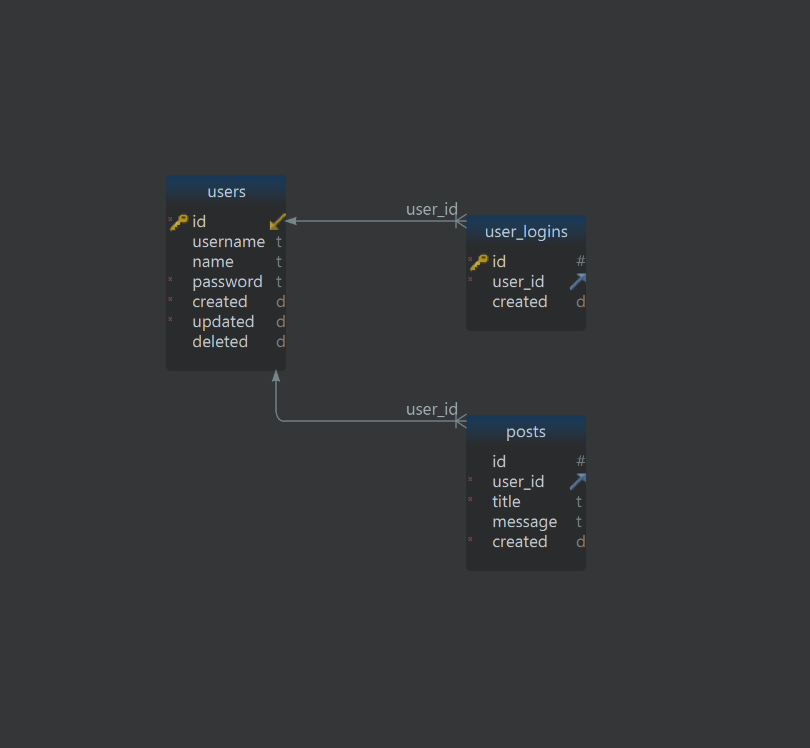 users
id
username t
name t
password t
created d
updated d
deleted d
user_id
user_logins
id #
user_id
created d
user_id
posts
id #
user_id
title t
message t
created d